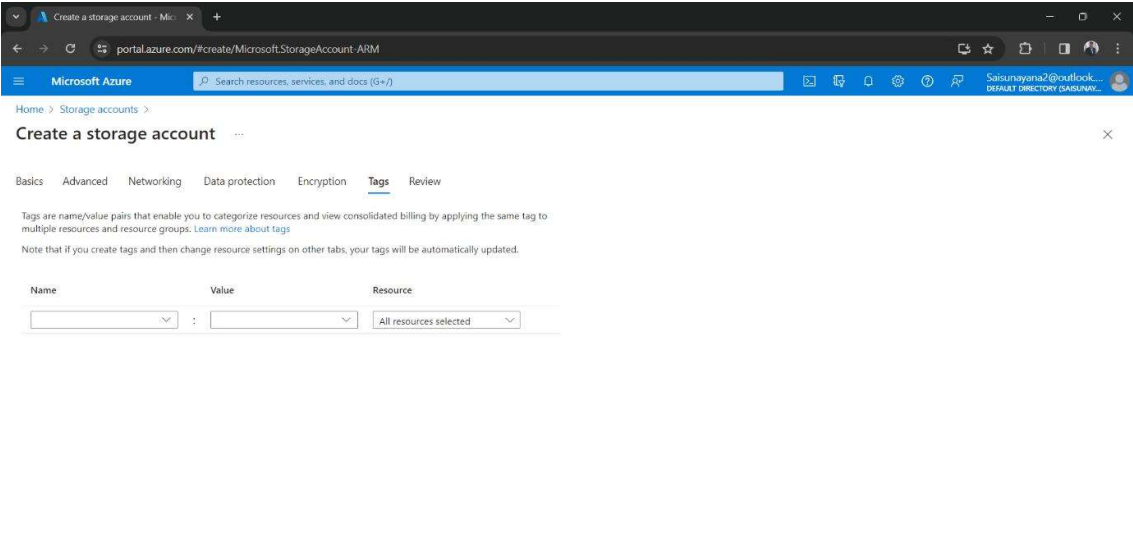 Create a storage account - Mic
portal.azure.com/#create/Microsoft.StorageAccount-ARM
Microsoft Azure
Search resources, services, and docs (G+/)
Saisunayana2@outlook....
DEFAULT DIRECTORY (SAISUNAY...
Home > Storage accounts >
Create a storage account ...
Basics Advanced Networking Data protection Encryption Tags Review
Tags are name/value pairs that enable you to categorize resources and view consolidated billing by applying the same tag to
multiple resources and resource groups. Learn more about tags
Note that if you create tags and then change resource settings on other tabs, your tags will be automatically updated.
Name Value Resource
: All resources selected